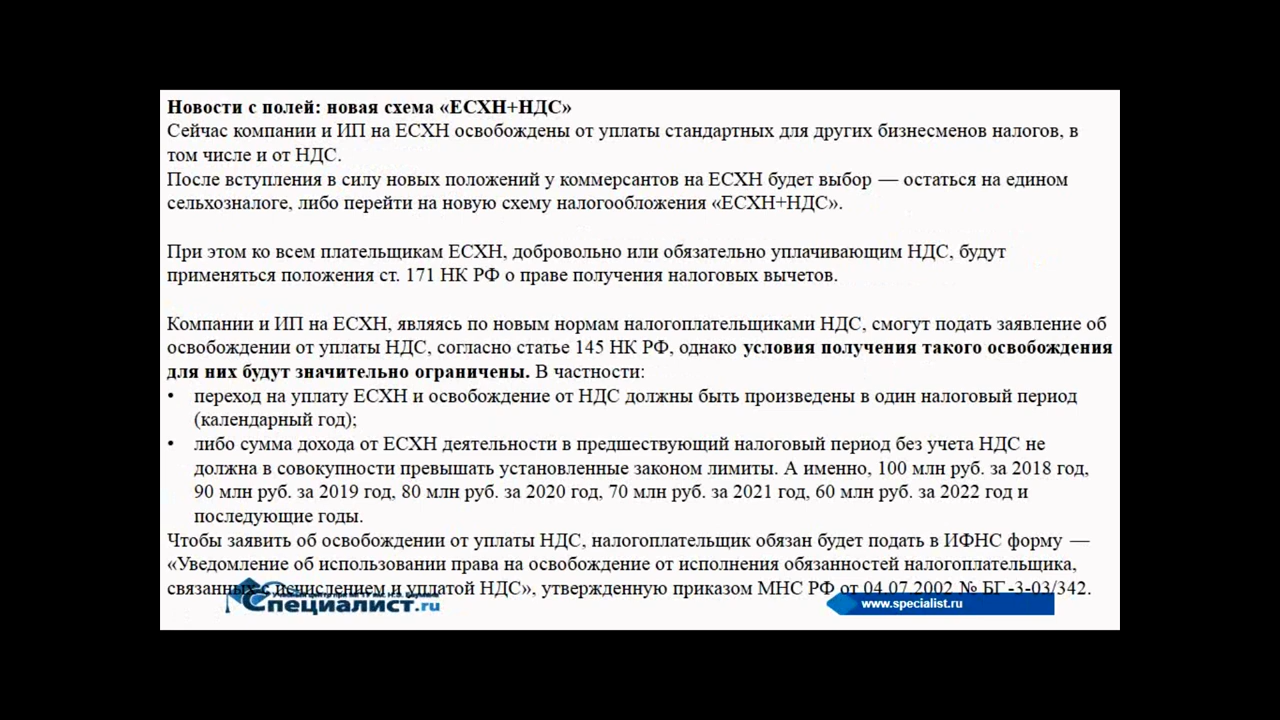 Новости с полей: новая схема «ЕСХН+НДС»
Сейчас компании и ИП на ЕСХН освобождены от уплаты стандартных для других бизнесменов налогов, в
том числе и от НДС.
После вступления в силу новых положений у коммерсантов на ЕСХН будет выбор — остаться на едином
сельхозналоге, либо перейти на новую схему налогообложения «ЕСХН+НДС».
При этом ко всем плательщикам ЕСХН, добровольно или обязательно уплачивающим НДС, будут
применяться положения ст. 171 НК РФ о праве получения налоговых вычетов.
Компании и ИП на ЕСХН, являясь по новым нормам налогоплательщиками НДС, смогут подать заявление об
освобождении от уплаты НДС, согласно статье 145 НК РФ, однако условия получения такого освобождения
для них будут значительно ограничены. В частности:
• переход на уплату ЕСХН и освобождение от НДС должны быть произведены в один налоговый период
(календарный год);
• либо сумма дохода от ЕСХН деятельности в предшествующий налоговый период без учета НДС не
должна в совокупности превышать установленные законом лимиты. А именно, 100 млн руб. за 2018 год,
90 млн руб. за 2019 год, 80 млн руб. за 2020 год, 70 млн руб. за 2021 год, 60 млн руб. за 2022 год и
последующие годы.
Чтобы заявить об освобождении от уплаты НДС, налогоплательщик обязан будет подать в ИФНС форму —
«Уведомление об использовании права на освобождение от исполнения обязанностей налогоплательщика,
связанных с исчислением и уплатой НДС», утвержденную приказом МНС РФ от 04.07.2002 № БГ -3-03/342.
Специалист.ru
www.specialist.ru